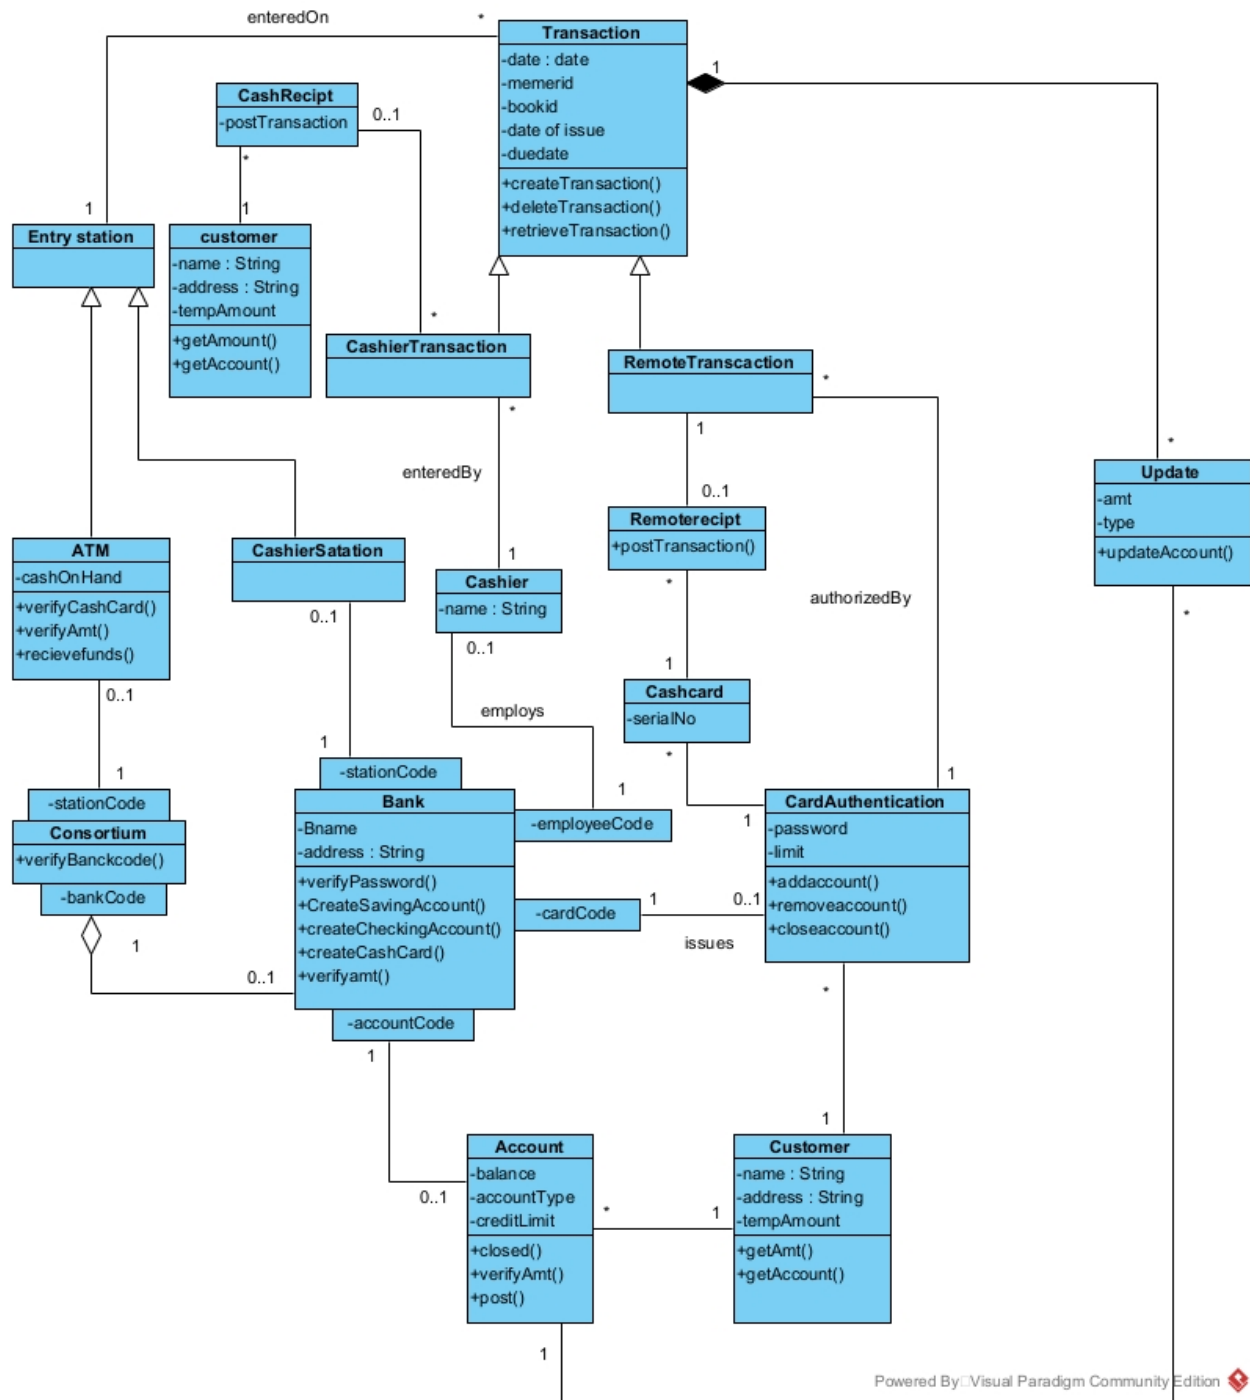 enteredOn
*
Transaction
-date : date
-memerid
-bookid
-date of issue
-duedate
+createTransaction()
+deleteTransaction()
+retrieveTransaction()
1
CashRecipt
-postTransaction
0..1
*
1
1
Entry station
customer
-name : String
-address : String
-tempAmount
+getAmount()
+getAccount()
*
CashierTransaction
*
RemoteTranscaction
*
1
enteredBy
0..1
*
Update
-amt
-type
+updateAccount()
*
Remoterecipt
+postTransaction()
*
authorizedBy
ATM
-cashOnHand
+verifyCashCard()
+verifyAmt()
+recievefunds()
0..1
CashierSatation
0..1
1
Cashier
-name : String
0..1
employs
1
Cashcard
-serialNo
*
1
1
1
1
1
-stationCode
Consortium
+verifyBanckcode()
-bankCode
1
0..1
-stationCode
Bank
-Bname
-address : String
+verifyPassword()
+CreateSavingAccount()
+createCheckingAccount()
+createCashCard()
+verifyamt()
-accountCode
-employeeCode
-cardCode
1
0..1
issues
CardAuthentication
-password
-limit
+addaccount()
+removeaccount()
+closeaccount()
*
1
1
0..1
Account
-balance
-accountType
-creditLimit
+closed()
+verifyAmt()
+post()
*
1
Customer
-name : String
-address : String
-tempAmount
+getAmt()
+getAccount()
1
Powered By Visual Paradigm Community Edition